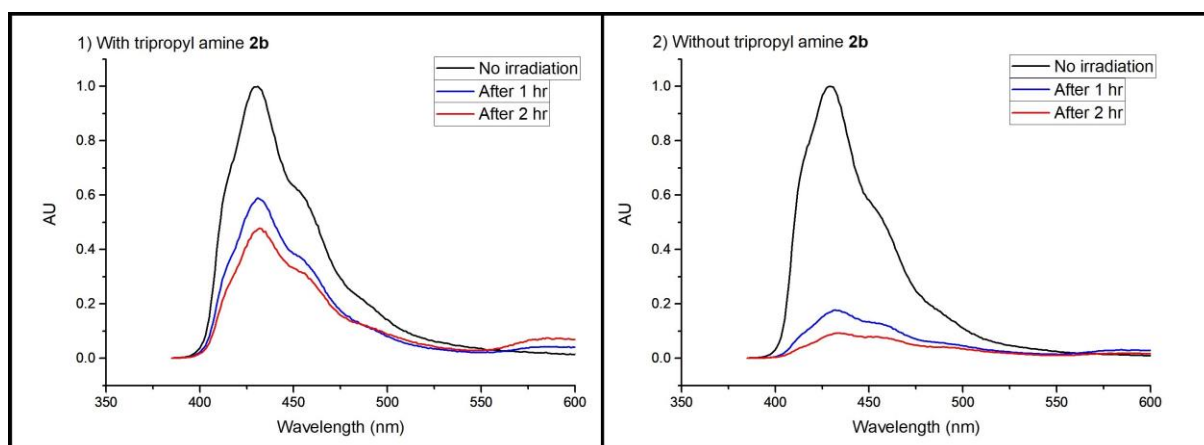 1) With tripropyl amine 2b
No irradiation
After 1 hr
After 2 hr
1.0
0.8
0.6
0.4
0.2
0.0
AU
350 400 450 500 550 600
Wavelength (nm)
2) Without tripropyl amine 2b
No irradiation
After 1 hr
After 2 hr
1.0
0.8
0.6
0.4
0.2
0.0
AU
350 400 450 500 550 600
Wavelength (nm)